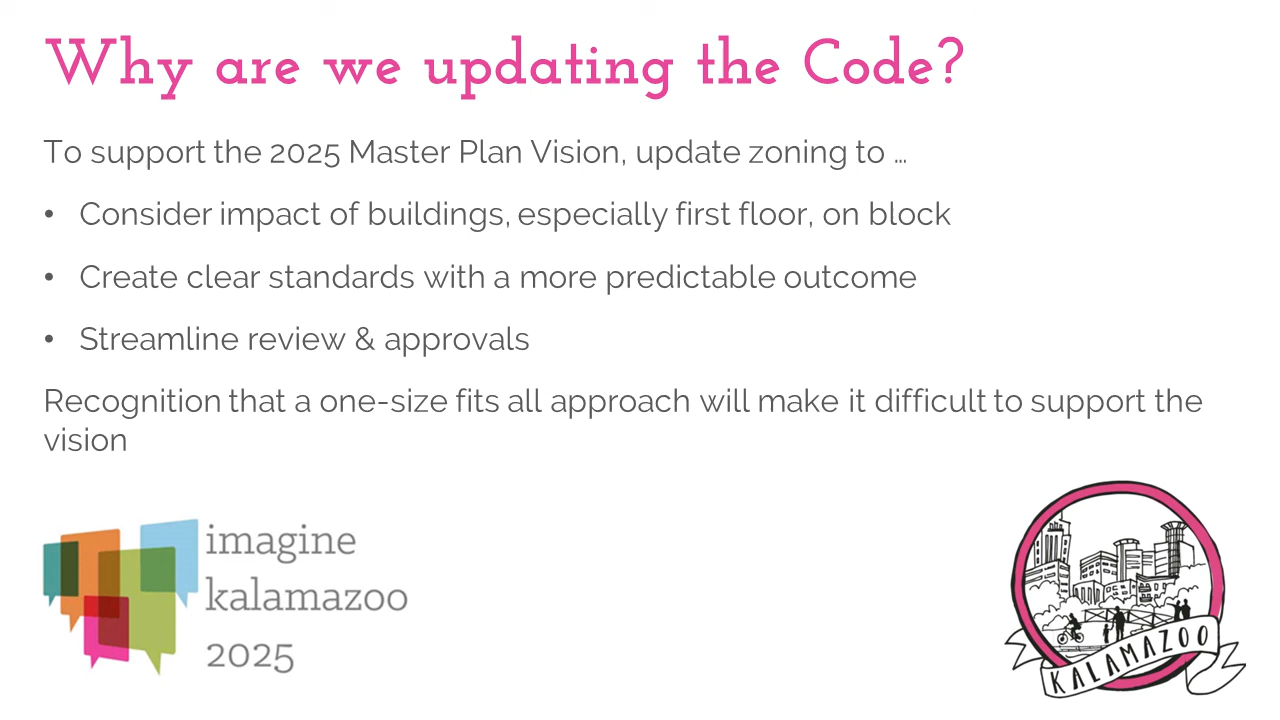 Why are we updating the Code?
To support the 2025 Master Plan Vision, update zoning to …
• Consider impact of buildings, especially first floor, on block
• Create clear standards with a more predictable outcome
• Streamline review & approvals
Recognition that a one-size fits all approach will make it difficult to support the
vision
imagine
kalamazoo
2025
KALAMAZOO